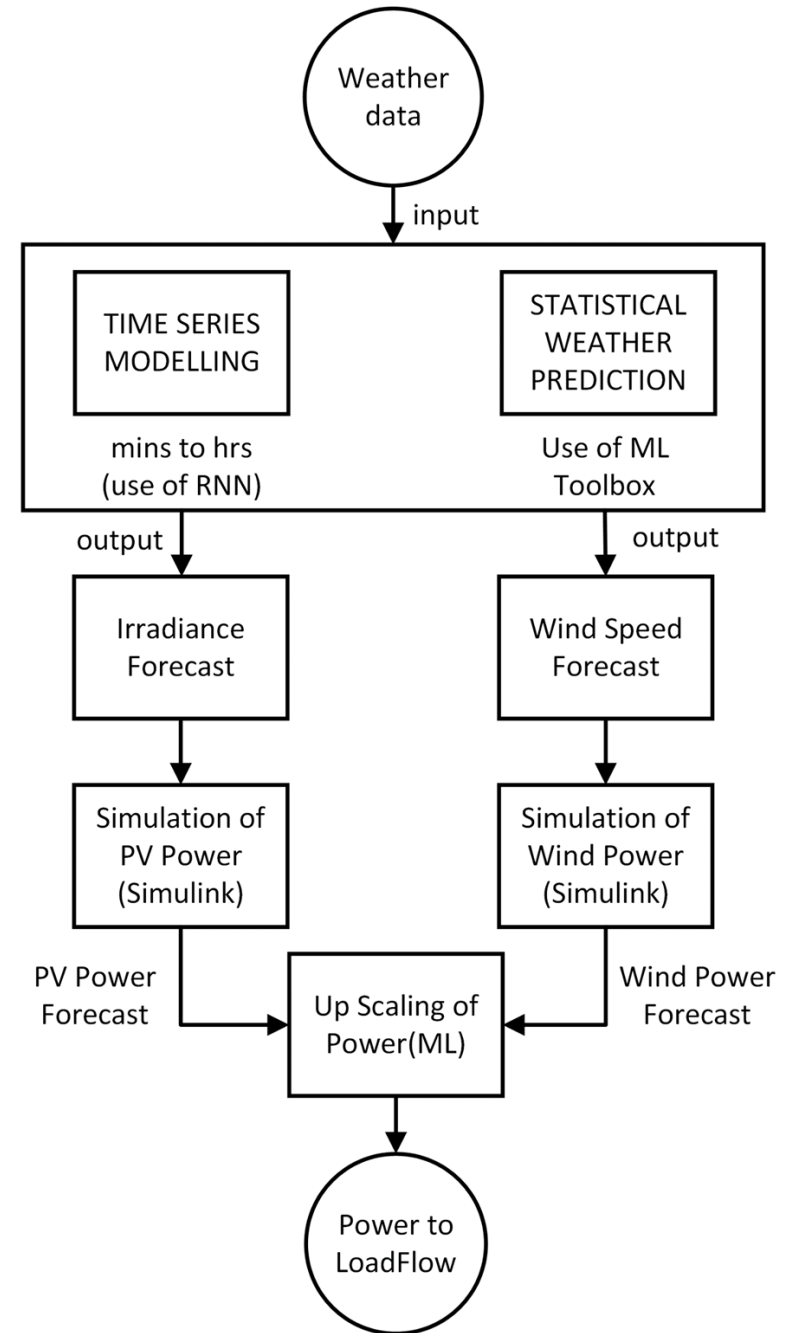 Weather
data
input
TIME SERIES
MODELLING
STATISTICAL
WEATHER
PREDICTION
mins to hrs
(use of RNN)
Use of ML
Toolbox
output
output
Irradiance
Forecast
Wind Speed
Forecast
Simulation of
PV Power
(Simulink)
Simulation of
Wind Power
(Simulink)
PV Power
Forecast
Up Scaling of
Power(ML)
Wind Power
Forecast
Power to
LoadFlow